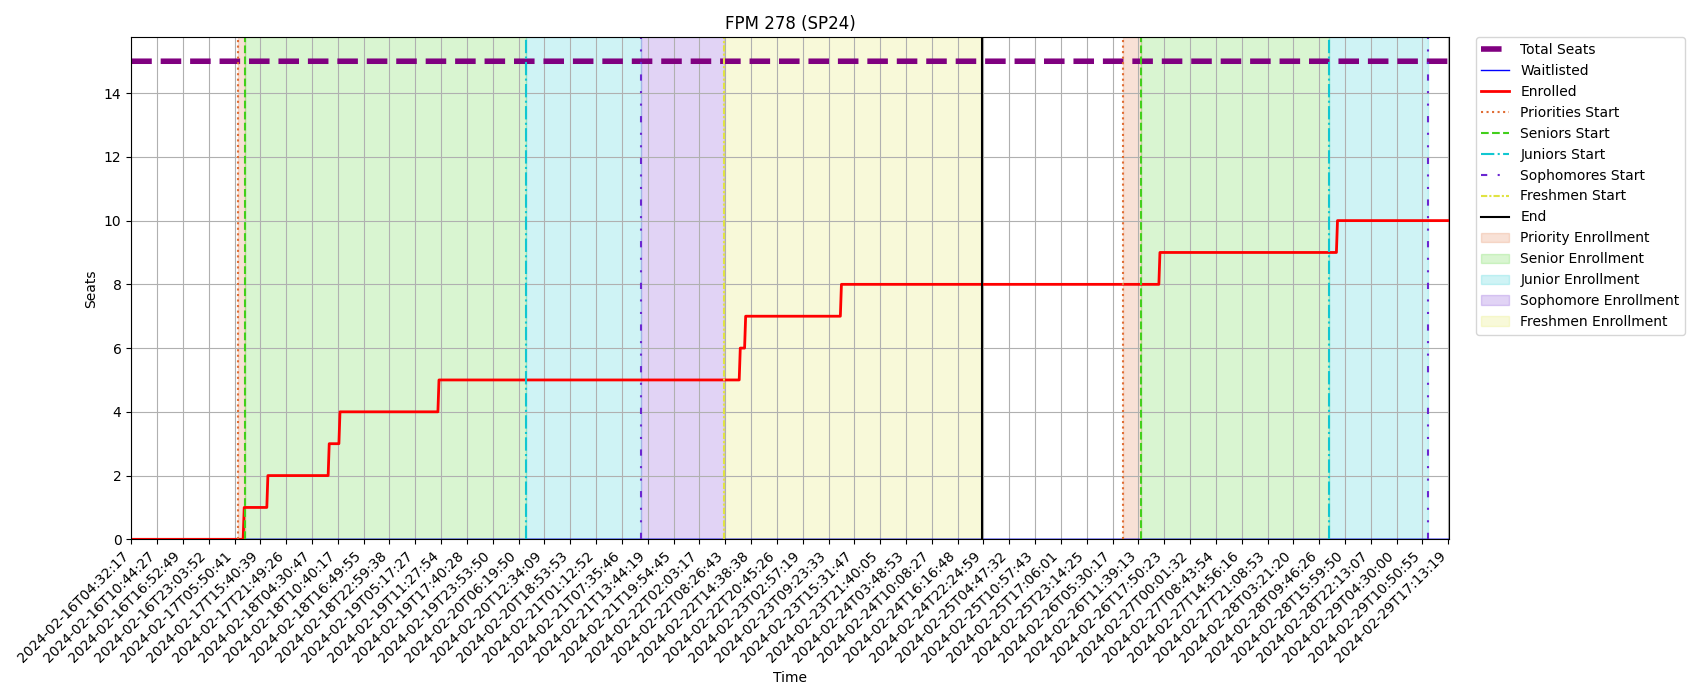 FPM 278 (SP24)
Seats
14
12
10
8
6
4
2
0
2024-02-16T04:32:17
2024-02-16T10:44:27
2024-02-16T16:52:49
2024-02-16T23:03:52
2024-02-17T05:50:41
2024-02-17T15:40:39
2024-02-17T21:49:26
2024-02-18T04:30:47
2024-02-18T10:40:17
2024-02-18T16:49:55
2024-02-18T22:59:38
2024-02-19T05:17:27
2024-02-19T11:27:54
2024-02-19T17:40:28
2024-02-19T23:53:50
2024-02-20T06:19:50
2024-02-20T12:34:09
2024-02-20T18:53:53
2024-02-21T01:12:52
2024-02-21T07:35:46
2024-02-21T13:44:19
2024-02-21T19:54:45
2024-02-22T02:03:17
2024-02-22T08:26:43
2024-02-22T14:38:38
2024-02-22T20:45:26
2024-02-23T02:57:19
2024-02-23T09:23:33
2024-02-23T15:31:47
2024-02-23T21:40:05
2024-02-24T03:48:53
2024-02-24T10:08:27
2024-02-24T16:16:48
2024-02-24T22:24:59
2024-02-25T04:47:32
2024-02-25T10:57:43
2024-02-25T17:06:01
2024-02-25T23:14:25
2024-02-26T05:30:17
2024-02-26T11:39:13
2024-02-26T17:50:23
2024-02-27T00:01:32
2024-02-27T08:43:54
2024-02-27T14:56:16
2024-02-27T21:08:53
2024-02-28T03:21:20
2024-02-28T09:46:26
2024-02-28T15:59:50
2024-02-28T22:13:07
2024-02-29T04:30:00
2024-02-29T10:50:55
2024-02-29T17:13:19
Time
Total Seats
Waitlisted
Enrolled
Priorities Start
Seniors Start
Juniors Start
Sophomores Start
Freshmen Start
End
Priority Enrollment
Senior Enrollment
Junior Enrollment
Sophomore Enrollment
Freshmen Enrollment